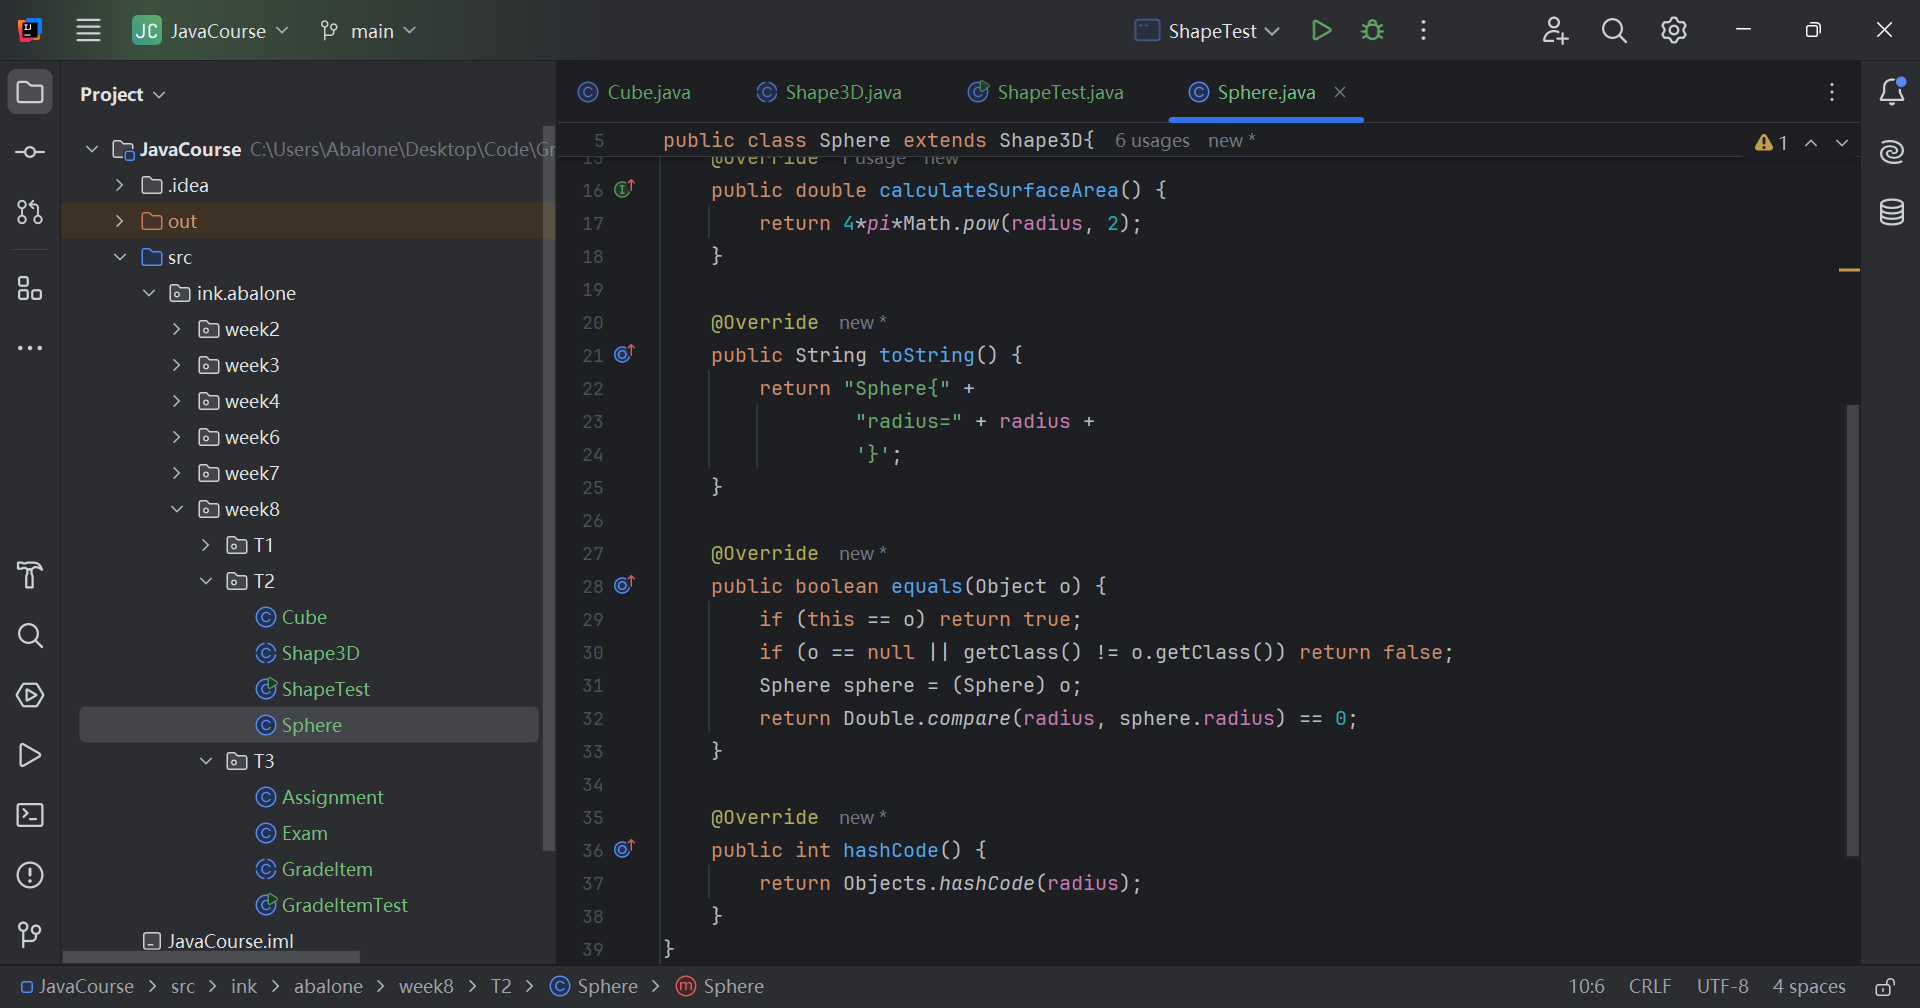 JC JavaCourse main ShapeTest
Project
JavaCourse C:\Users\Abalone\Desktop\Code\Gr
.idea
out
src
ink.abalone
week2
week3
week4
week6
week7
week8
T1
T2
Cube
Shape3D
ShapeTest
Sphere
T3
Assignment
Exam
GradeItem
GradeItemTest
JavaCourse.iml
Cube.java Shape3D.java ShapeTest.java Sphere.java
5 public class Sphere extends Shape3D{ 6 usages new * 1
15 @Override 1 usage new
16 public double calculateSurfaceArea() {
17 return 4*pi*Math.pow(radius, 2);
18 }
19
20 @Override new *
21 public String toString() {
22 return "Sphere{" +
23 "radius=" + radius +
24 '}';
25 }
26
27 @Override new *
28 public boolean equals(Object o) {
29 if (this == o) return true;
30 if (o == null || getClass() != o.getClass()) return false;
31 Sphere sphere = (Sphere) o;
32 return Double.compare(radius, sphere.radius) == 0;
33 }
34
35 @Override new *
36 public int hashCode() {
37 return Objects.hashCode(radius);
38 }
39 }
JavaCourse > src > ink > abalone > week8 > T2 > Sphere > Sphere 10:6 CRLF UTF-8 4 spaces